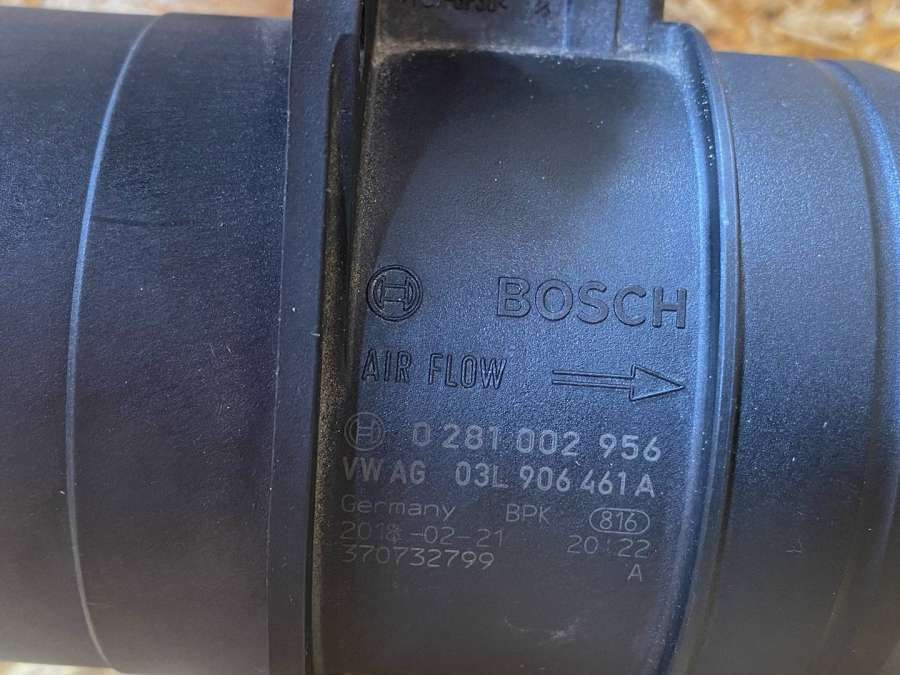 BOSCH
AIR FLOW
0 281 002 956
VW AG 03L 906 461 A
Germany BPK 816
2018-02-21 20:22
370732799 A